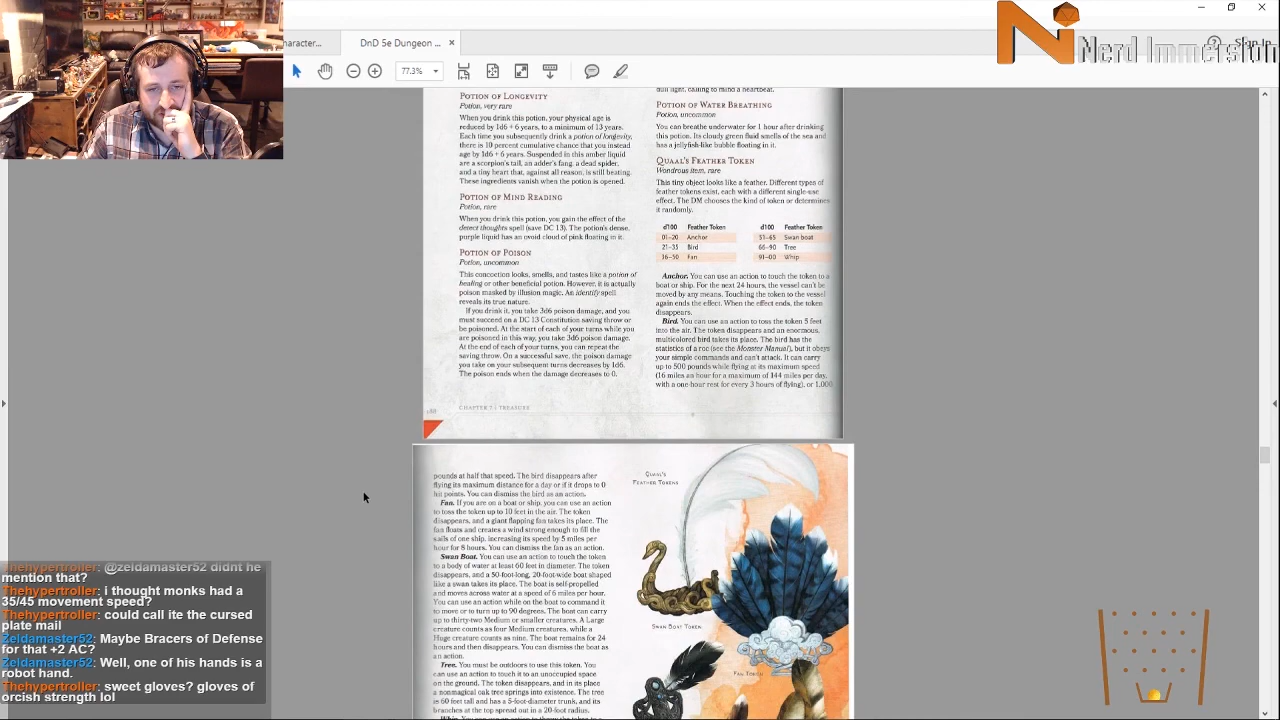 Nerd Immersion
Sign In
aracter...
DnD 5e Dungeon ...
77.3%
POTION OF LONGEVITY
Potion, very rare
When you drink this potion, your physical age is
reduced by 1d6 + 6 years, to a minimum of 13 years.
Each time you subsequently drink a potion of longevity,
there is 10 percent cumulative chance that you instead
age by 1d6 + 6 years. Suspended in this amber liquid
are a scorpion's tail, an adder's fang, a dead spider,
and a tiny heart that, against all reason, is still beating.
These ingredients vanish when the potion is opened.
POTION OF MIND READING
Potion, rare
When you drink this potion, you gain the effect of the
detect thoughts spell (save DC 13). The potion's dense,
purple liquid has an ovoid cloud of pink floating in it.
POTION OF POISON
Potion, uncommon
This concoction looks, smells, and tastes like a potion of
healing or other beneficial potion. However, it is actually
poison masked by illusion magic. An identify spell
reveals its true nature.
If you drink it, you take 3d6 poison damage, and you
must succeed on a DC 13 Constitution saving throw or
be poisoned. At the start of each of your turns while you
are poisoned in this way, you take 3d6 poison damage.
At the end of each of your turns, you can repeat the
saving throw. On a successful save, the poison damage
you take on your subsequent turns decreases by 1d6.
The poison ends when the damage decreases to 0.
188
CHAPTER 7 | TREASURE
dull light, calling to mind a heartbeat.
POTION OF WATER BREATHING
Potion, uncommon
You can breathe underwater for 1 hour after drinking
this potion. Its cloudy green fluid smells of the sea and
has a jellyfish-like bubble floating in it.
QUAAL'S FEATHER TOKEN
Wondrous item, rare
This tiny object looks like a feather. Different types of
feather tokens exist, each with a different single-use
effect. The DM chooses the kind of token or determines
it randomly.
d100 Feather Token d100 Feather Token
01–20 Anchor 51–65 Swan boat
21–35 Bird 66–90 Tree
36–50 Fan 91–00 Whip
Anchor. You can use an action to touch the token to a
boat or ship. For the next 24 hours, the vessel can't be
moved by any means. Touching the token to the vessel
again ends the effect. When the effect ends, the token
disappears.
Bird. You can use an action to toss the token 5 feet
into the air. The token disappears and an enormous,
multicolored bird takes its place. The bird has the
statistics of a roc (see the Monster Manual), but it obeys
your simple commands and can't attack. It can carry
up to 500 pounds while flying at its maximum speed
(16 miles an hour for a maximum of 144 miles per day,
with a one-hour rest for every 3 hours of flying), or 1,000
pounds at half that speed. The bird disappears after
flying its maximum distance for a day or if it drops to 0
hit points. You can dismiss the bird as an action.
Fan. If you are on a boat or ship, you can use an action
to toss the token up to 10 feet in the air. The token
disappears, and a giant flapping fan takes its place. The
fan floats and creates a wind strong enough to fill the
sails of one ship, increasing its speed by 5 miles per
hour for 8 hours. You can dismiss the fan as an action.
Swan Boat. You can use an action to touch the token
to a body of water at least 60 feet in diameter. The token
disappears, and a 50-foot-long, 20-foot-wide boat shaped
like a swan takes its place. The boat is self-propelled
and moves across water at a speed of 6 miles per hour.
You can use an action while on the boat to command it
to move or to turn up to 90 degrees. The boat can carry
up to thirty-two Medium or smaller creatures. A Large
creature counts as four Medium creatures, while a
Huge creature counts as nine. The boat remains for 24
hours and then disappears. You can dismiss the boat as
an action.
Tree. You must be outdoors to use this token. You
can use an action to touch it to an unoccupied space
on the ground. The token disappears, and in its place
a nonmagical oak tree springs into existence. The tree
is 60 feet tall and has a 5-foot-diameter trunk, and its
branches at the top spread out in a 20-foot radius.
Whip. You can use an action to throw the token to a
QUAAL'S
FEATHER TOKENS
SWAN BOAT TOKEN
FAN TOKEN
Thehypertroller: @zeldamaster52 didnt he
mention that?
Thehypertroller: i thought monks had a
35/45 movement speed?
Thehypertroller: could call ite the cursed
plate mail
Zeldamaster52: Maybe Bracers of Defense
for that +2 AC?
Zeldamaster52: Well, one of his hands is a
robot hand.
Thehypertroller: sweet gloves? gloves of
orcish strength lol